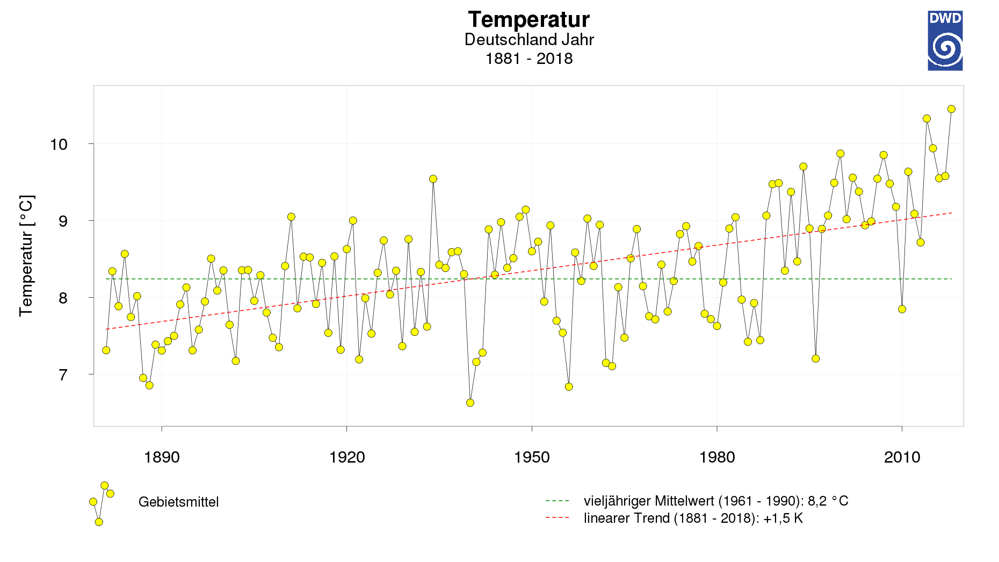 Temperatur
Deutschland Jahr
1881 - 2018
DWD
Temperatur [°C]
10
9
8
7
1890 1920 1950 1980 2010
Gebietsmittel
vieljähriger Mittelwert (1961 - 1990): 8,2 °C
linearer Trend (1881 - 2018): +1,5 K